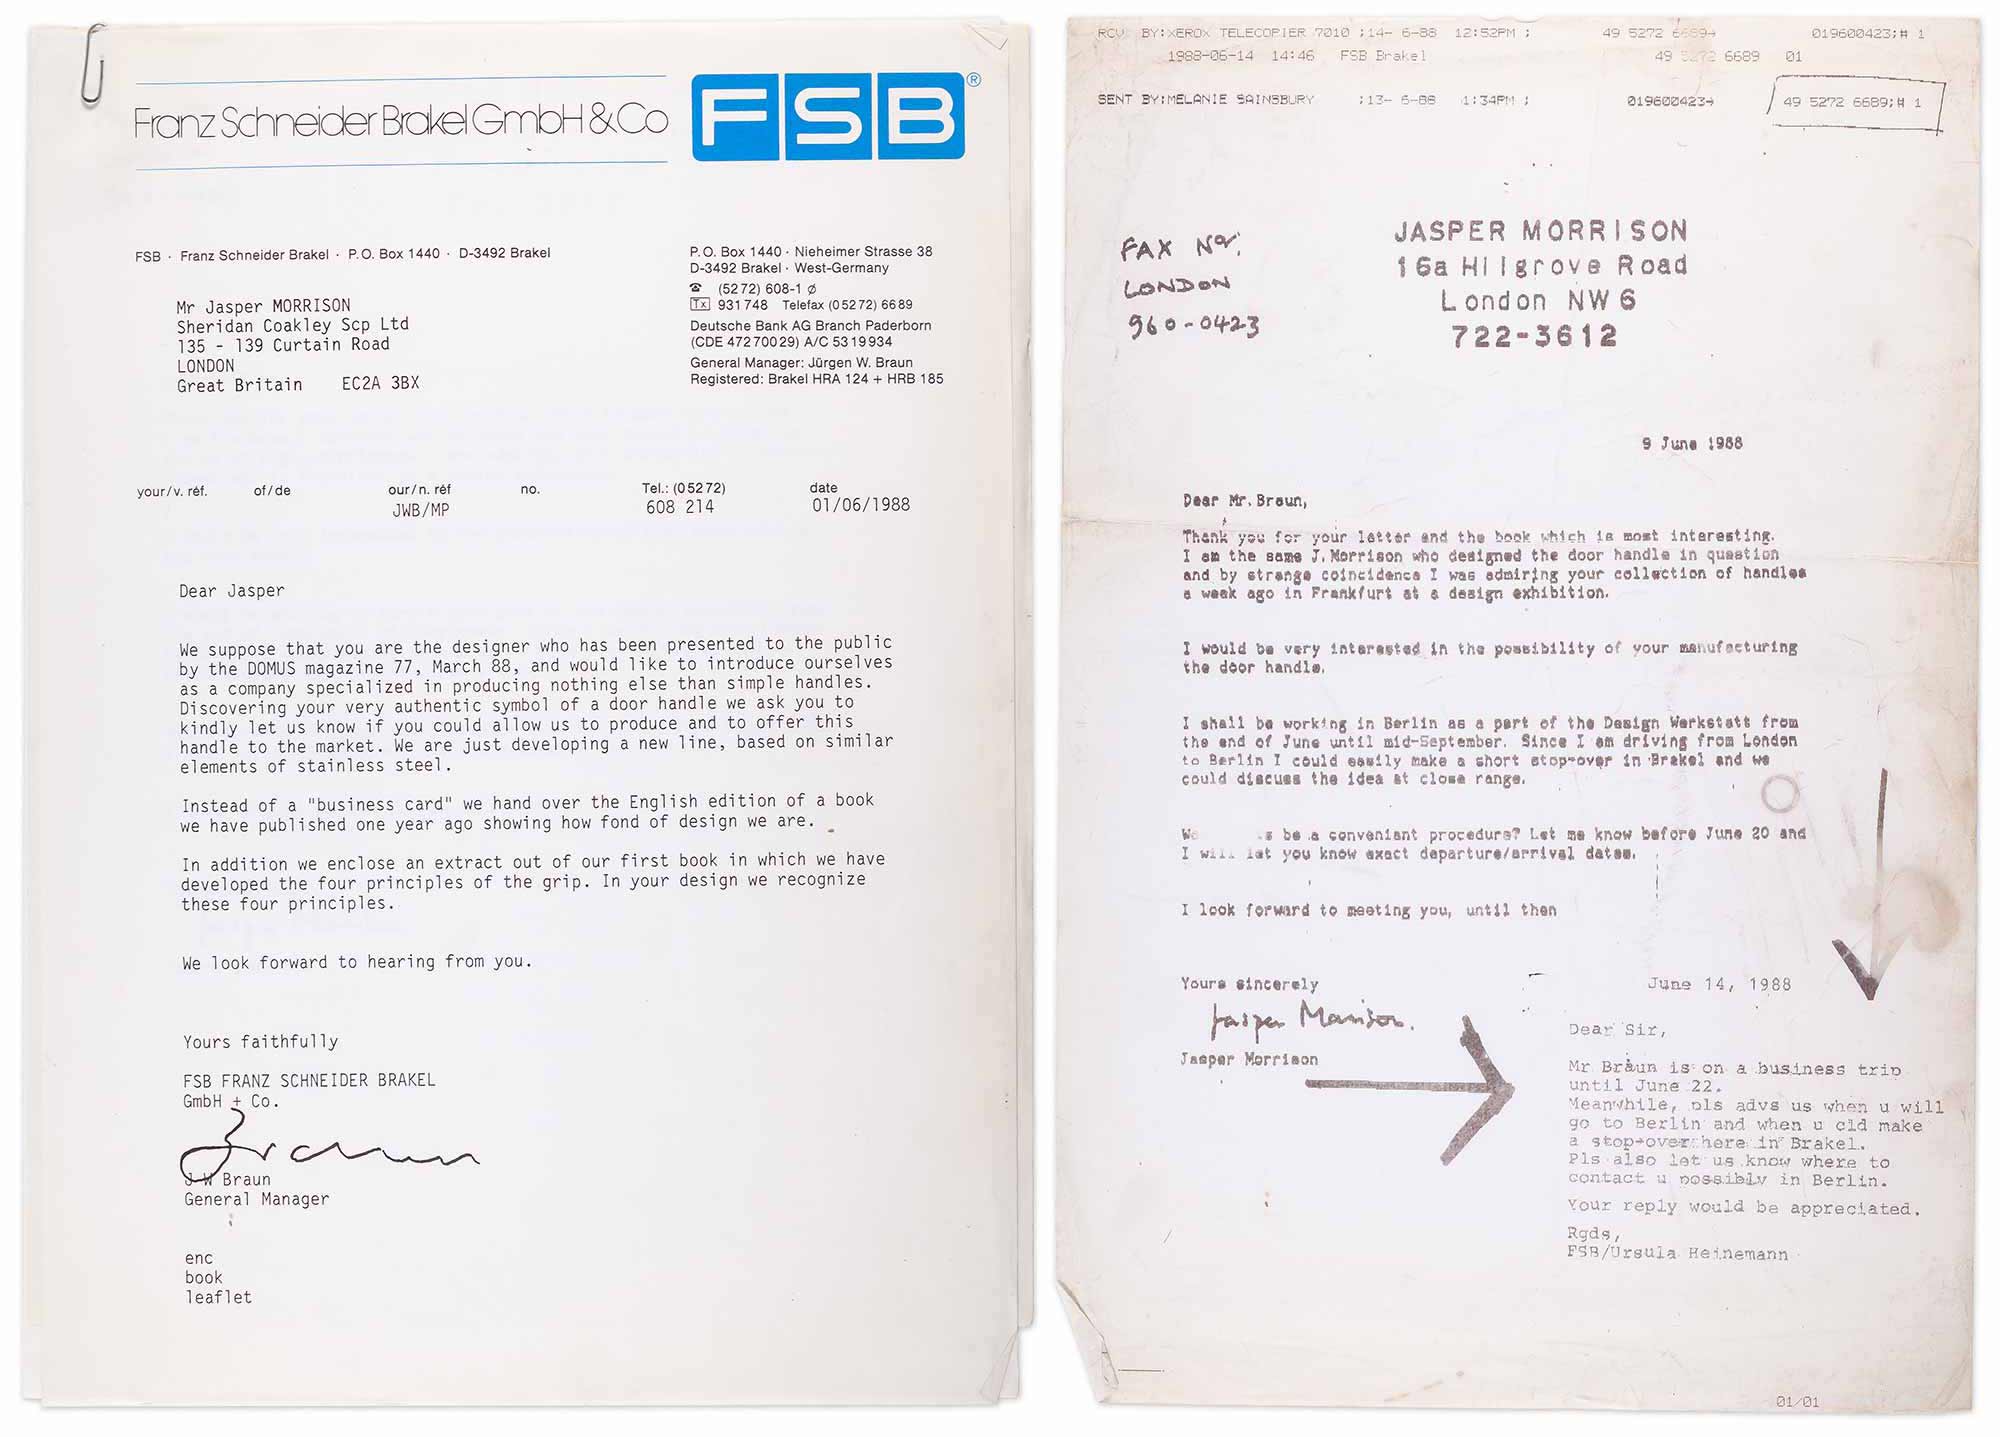 Franz Schneider Brakel GmbH & Co
FSB®
FSB · Franz Schneider Brakel · P.O. Box 1440 · D-3492 Brakel
Mr Jasper MORRISON
Sheridan Coakley Scp Ltd
135 - 139 Curtain Road
LONDON
Great Britain EC2A 3BX
P.O. Box 1440 · Nieheimer Strasse 38
D-3492 Brakel · West-Germany
☎ (52 72) 608-1 ∅
Tx 931 748 Telefax (0 52 72) 66 89
Deutsche Bank AG Branch Paderborn
(CDE 472 700 29) A/C 53 19 934
General Manager: Jürgen W. Braun
Registered: Brakel HRA 124 + HRB 185
your/v. réf. of/de our/n. réf no. Tel.: (0 52 72) date
JWB/MP 608 214 01/06/1988
Dear Jasper
We suppose that you are the designer who has been presented to the public
by the DOMUS magazine 77, March 88, and would like to introduce ourselves
as a company specialized in producing nothing else than simple handles.
Discovering your very authentic symbol of a door handle we ask you to
kindly let us know if you could allow us to produce and to offer this
handle to the market. We are just developing a new line, based on similar
elements of stainless steel.
Instead of a "business card" we hand over the English edition of a book
we have published one year ago showing how fond of design we are.
In addition we enclose an extract out of our first book in which we have
developed the four principles of the grip. In your design we recognize
these four principles.
We look forward to hearing from you.
Yours faithfully
FSB FRANZ SCHNEIDER BRAKEL
GmbH + Co.
Braun
J W Braun
General Manager
enc
book
leaflet
RCV BY:XEROX TELECOPIER 7010 ;14- 6-88 12:52PM ; 49 5272 6689→ 019600423;# 1
1988-06-14 14:46 FSB Brakel 49 5272 6689 01
SENT BY:MELANIE SAINSBURY ;13- 6-88 1:34PM ; 019600423→ 49 5272 6689;# 1
FAX No:
LONDON
960-0423
JASPER MORRISON
16a Hillgrove Road
London NW6
722-3612
9 June 1988
Dear Mr. Braun,
Thank you for your letter and the book which is most interesting.
I am the same J.Morrison who designed the door handle in question
and by strange coincidence I was admiring your collection of handles
a week ago in Frankfurt at a design exhibition.
I would be very interested in the possibility of your manufacturing
the door handle.
I shall be working in Berlin as a part of the Design Werkstatt from
the end of June until mid-September. Since I am driving from London
to Berlin I could easily make a short stop-over in Brakel and we
could discuss the idea at close range.
be a conveniant procedure? Let me know before June 20 and
I will let you know exact departure/arrival dates.
I look forward to meeting you, until then
Yours sincerely
Jasper Morrison.
Jasper Morrison
June 14, 1988
Dear Sir,
Mr Braun is on a business trip
until June 22.
Meanwhile, pls advs us when u will
go to Berlin and when u cld make
a stop-over here in Brakel.
Pls also let us know where to
contact u possibly in Berlin.
Your reply would be appreciated.
Rgds,
FSB/Ursula Heinemann
01/01